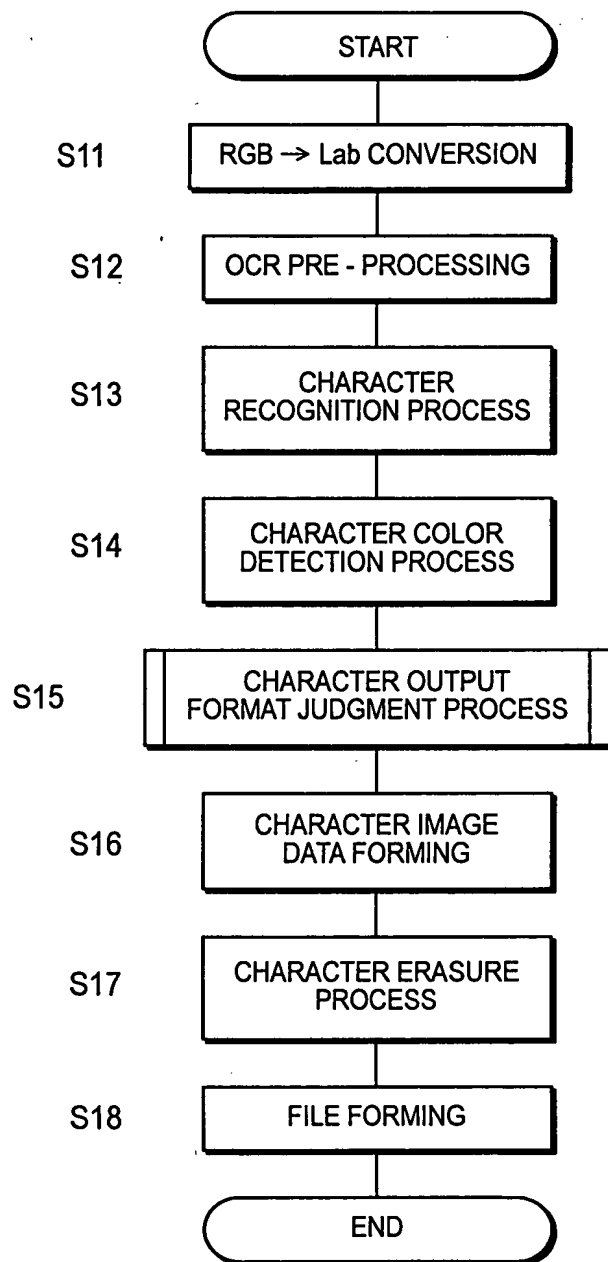 START
S11 RGB → Lab CONVERSION
S12 OCR PRE - PROCESSING
S13 CHARACTER
RECOGNITION PROCESS
S14 CHARACTER COLOR
DETECTION PROCESS
S15 CHARACTER OUTPUT
FORMAT JUDGMENT PROCESS
S16 CHARACTER IMAGE
DATA FORMING
S17 CHARACTER ERASURE
PROCESS
S18 FILE FORMING
END